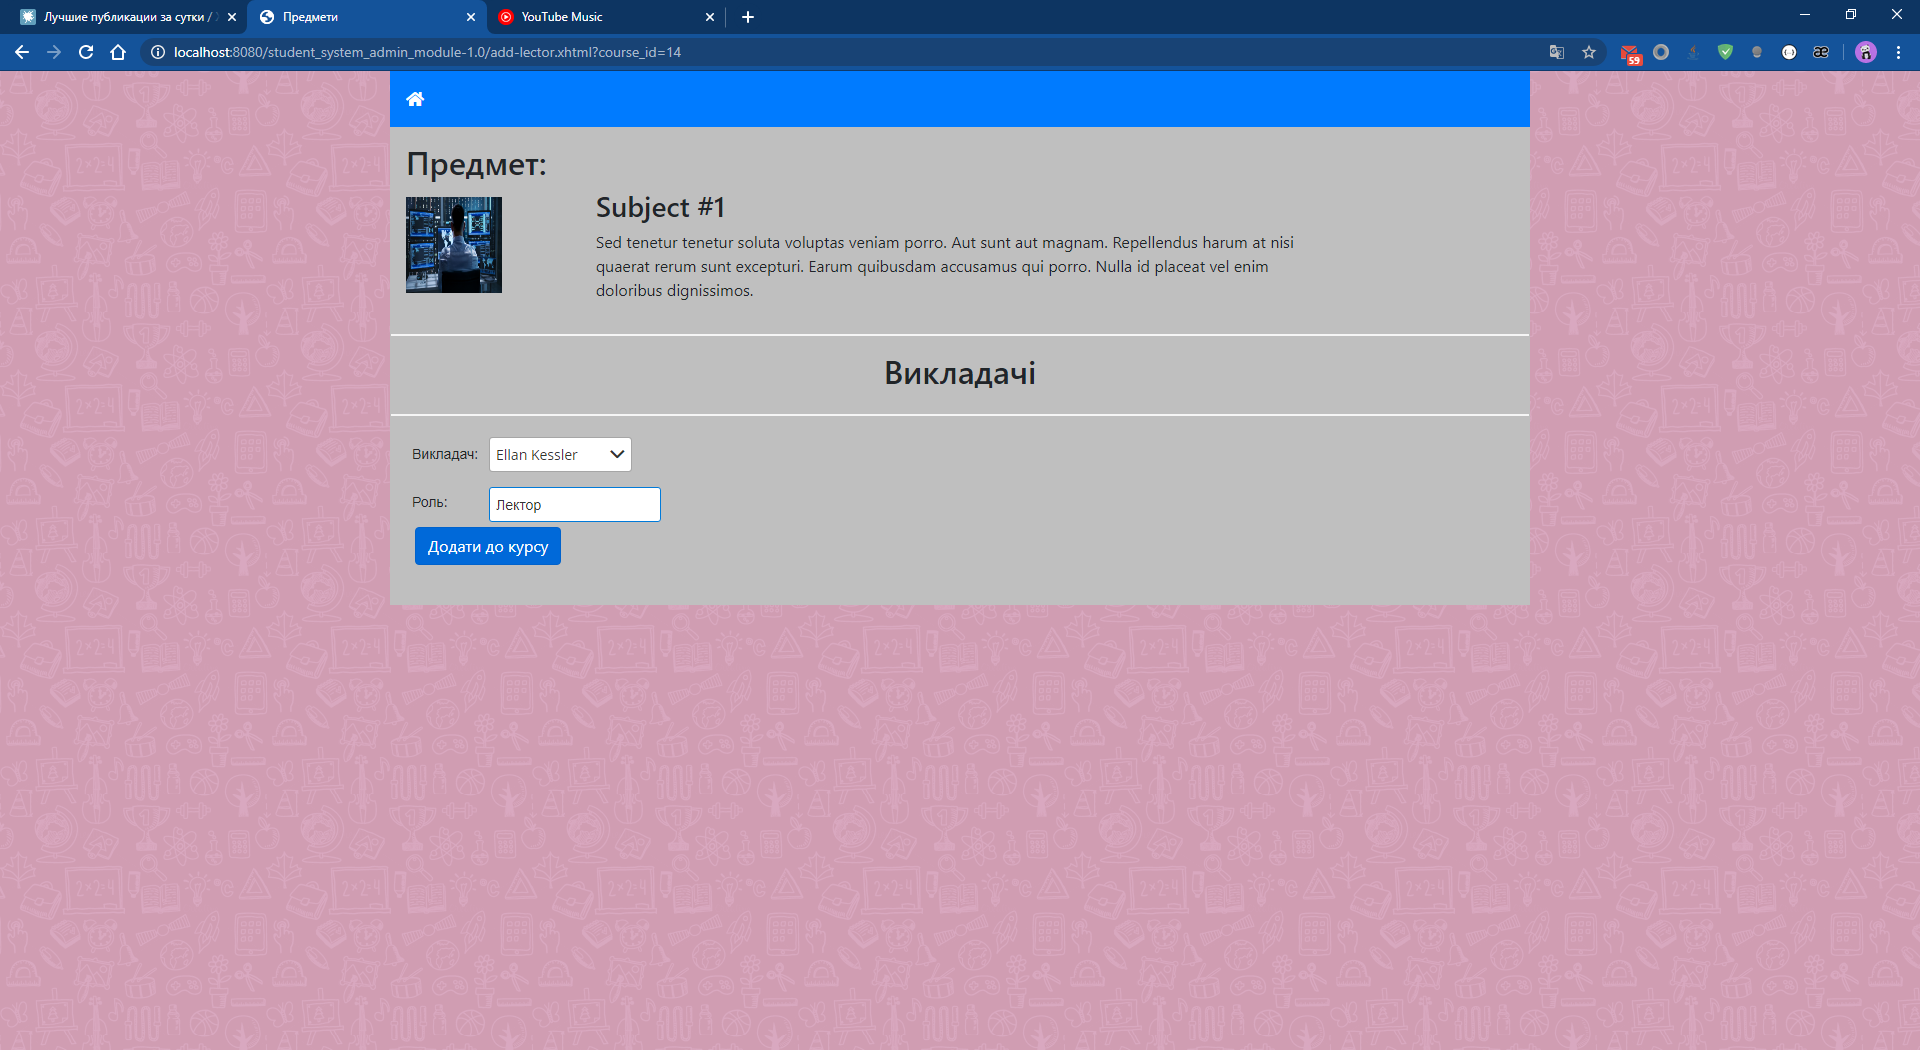 Лучшие публикации за сутки /
Предмети
YouTube Music
localhost:8080/student_system_admin_module-1.0/add-lector.xhtml?course_id=14
59
æ
Предмет:
Subject #1
Sed tenetur tenetur soluta voluptas veniam porro. Aut sunt aut magnam. Repellendus harum at nisi
quaerat rerum sunt excepturi. Earum quibusdam accusamus qui porro. Nulla id placeat vel enim
doloribus dignissimos.
Викладачі
Викладач: Ellan Kessler
Роль: Лектор
Додати до курсу